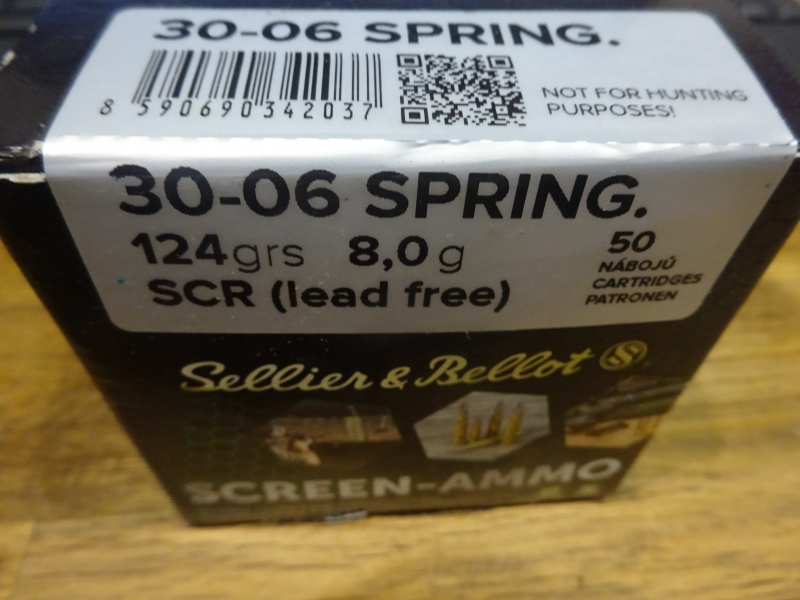 30-06 SPRING.
8 590690 342037
NOT FOR HUNTING
PURPOSES!
30-06 SPRING.
124grs 8,0 g
SCR (lead free)
50
NÁBOJŮ
CARTRIDGES
PATRONEN
Sellier & Bellot
SCREEN-AMMO